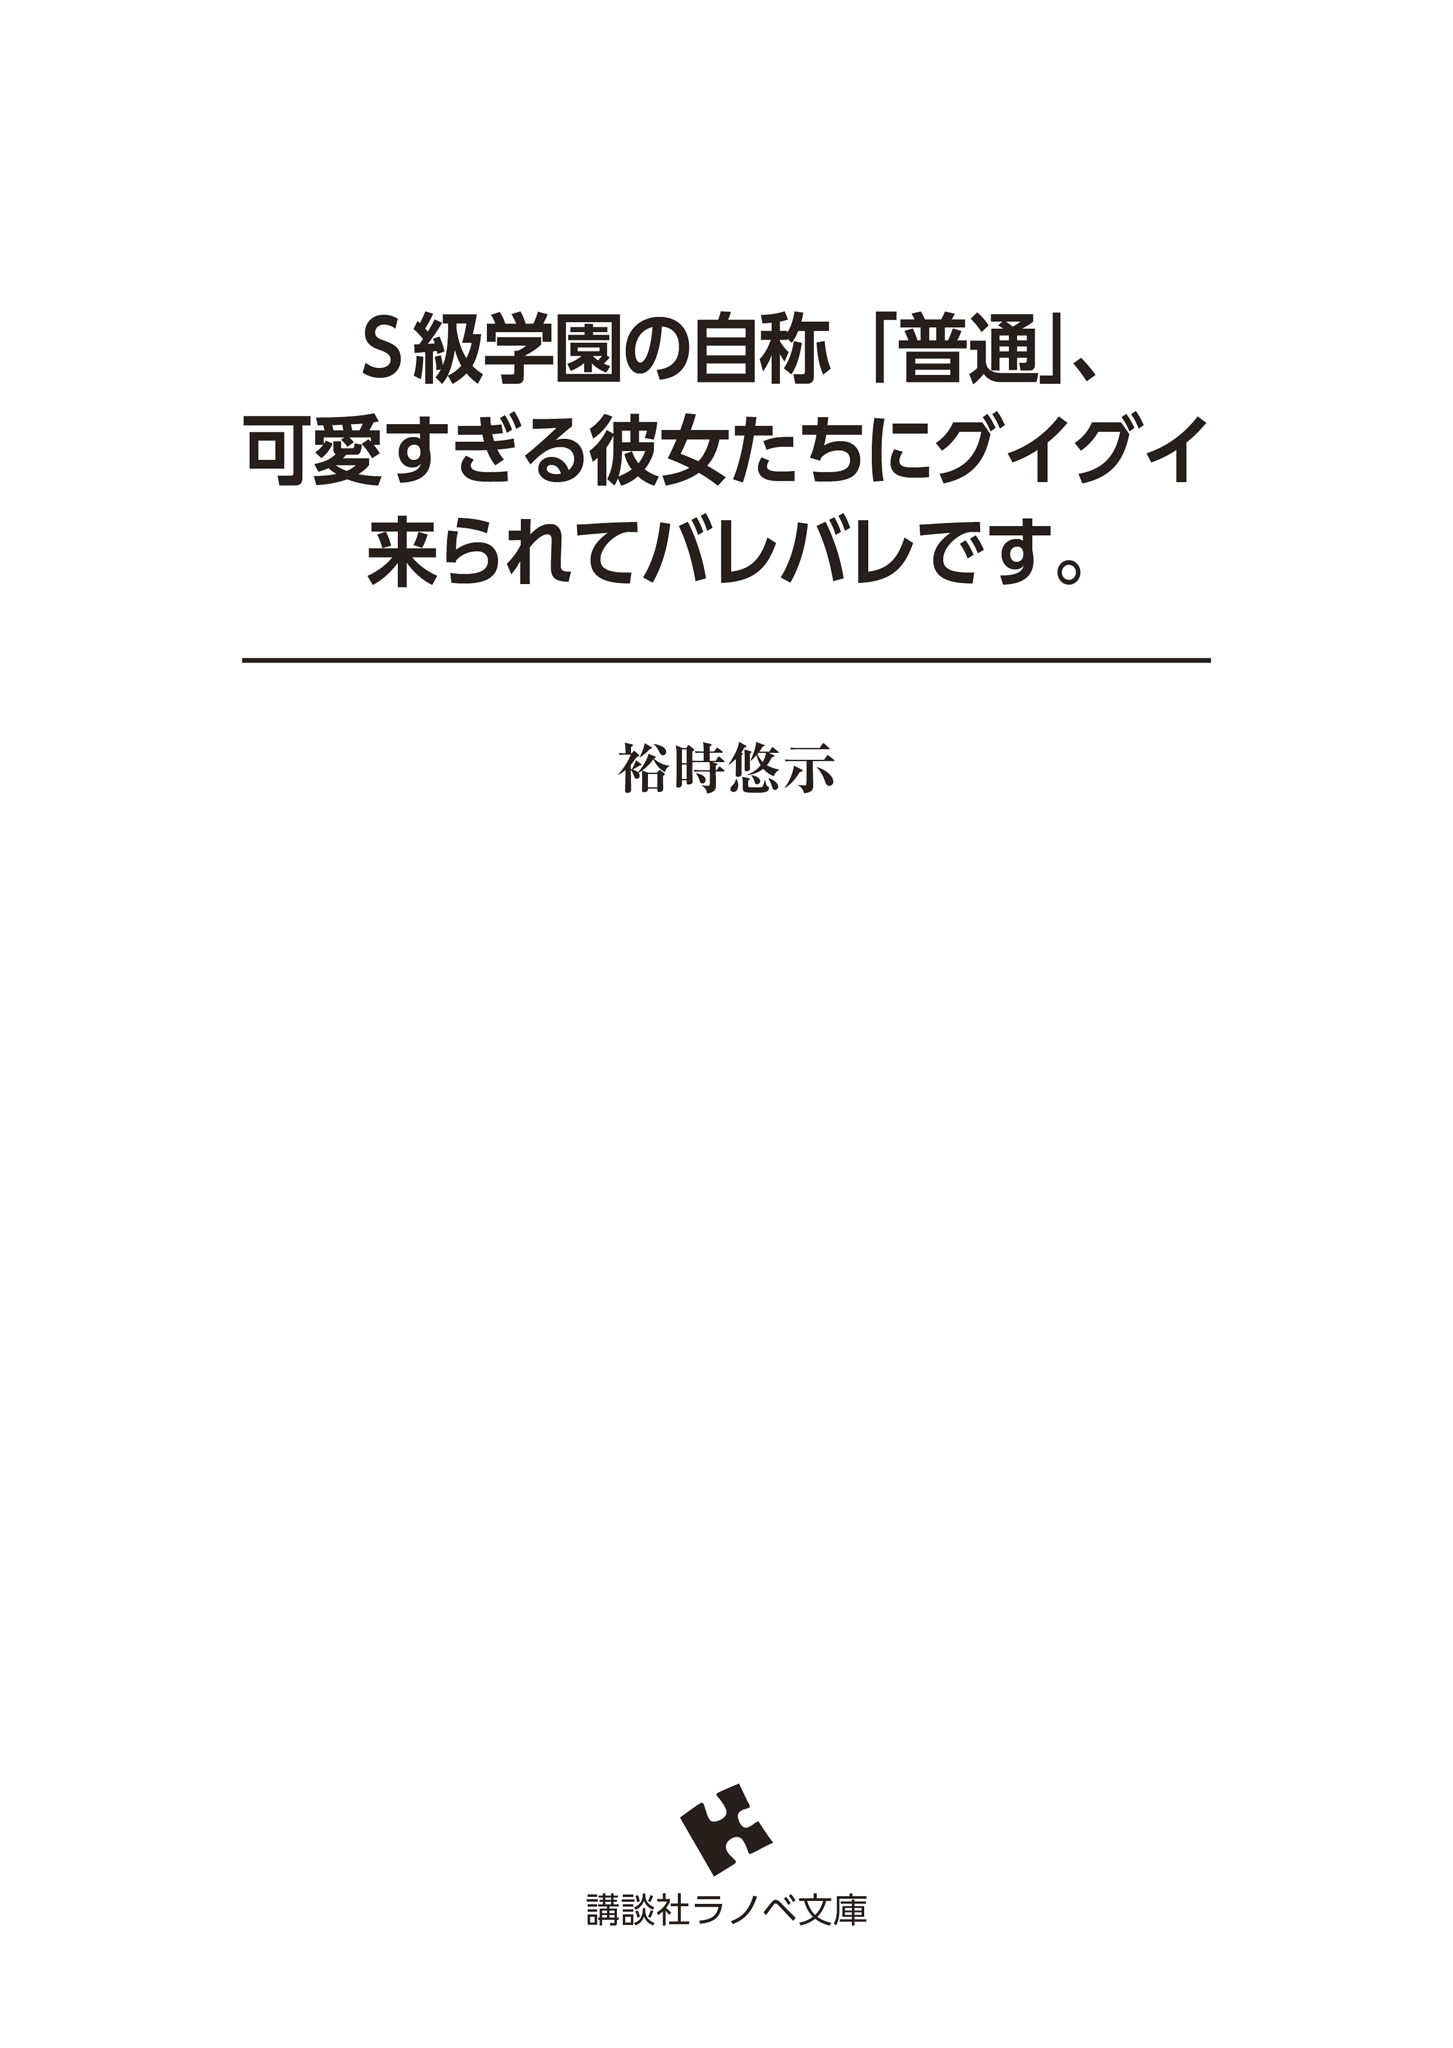 S級学園の自称「普通」、
可愛すぎる彼女たちにグイグイ
来られてバレバレです。
裕時悠示
講談社ラノベ文庫